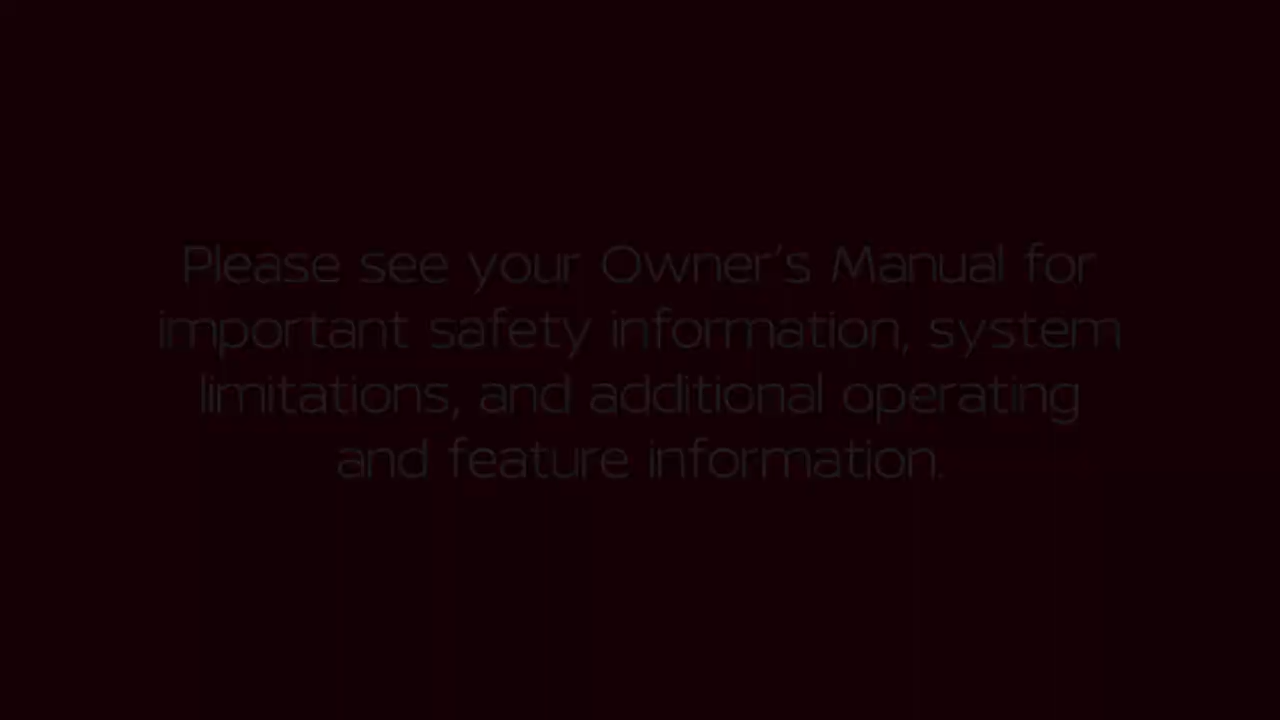 Please see your Owner’s Manual for
important safety information, system
limitations, and additional operating
and feature information.